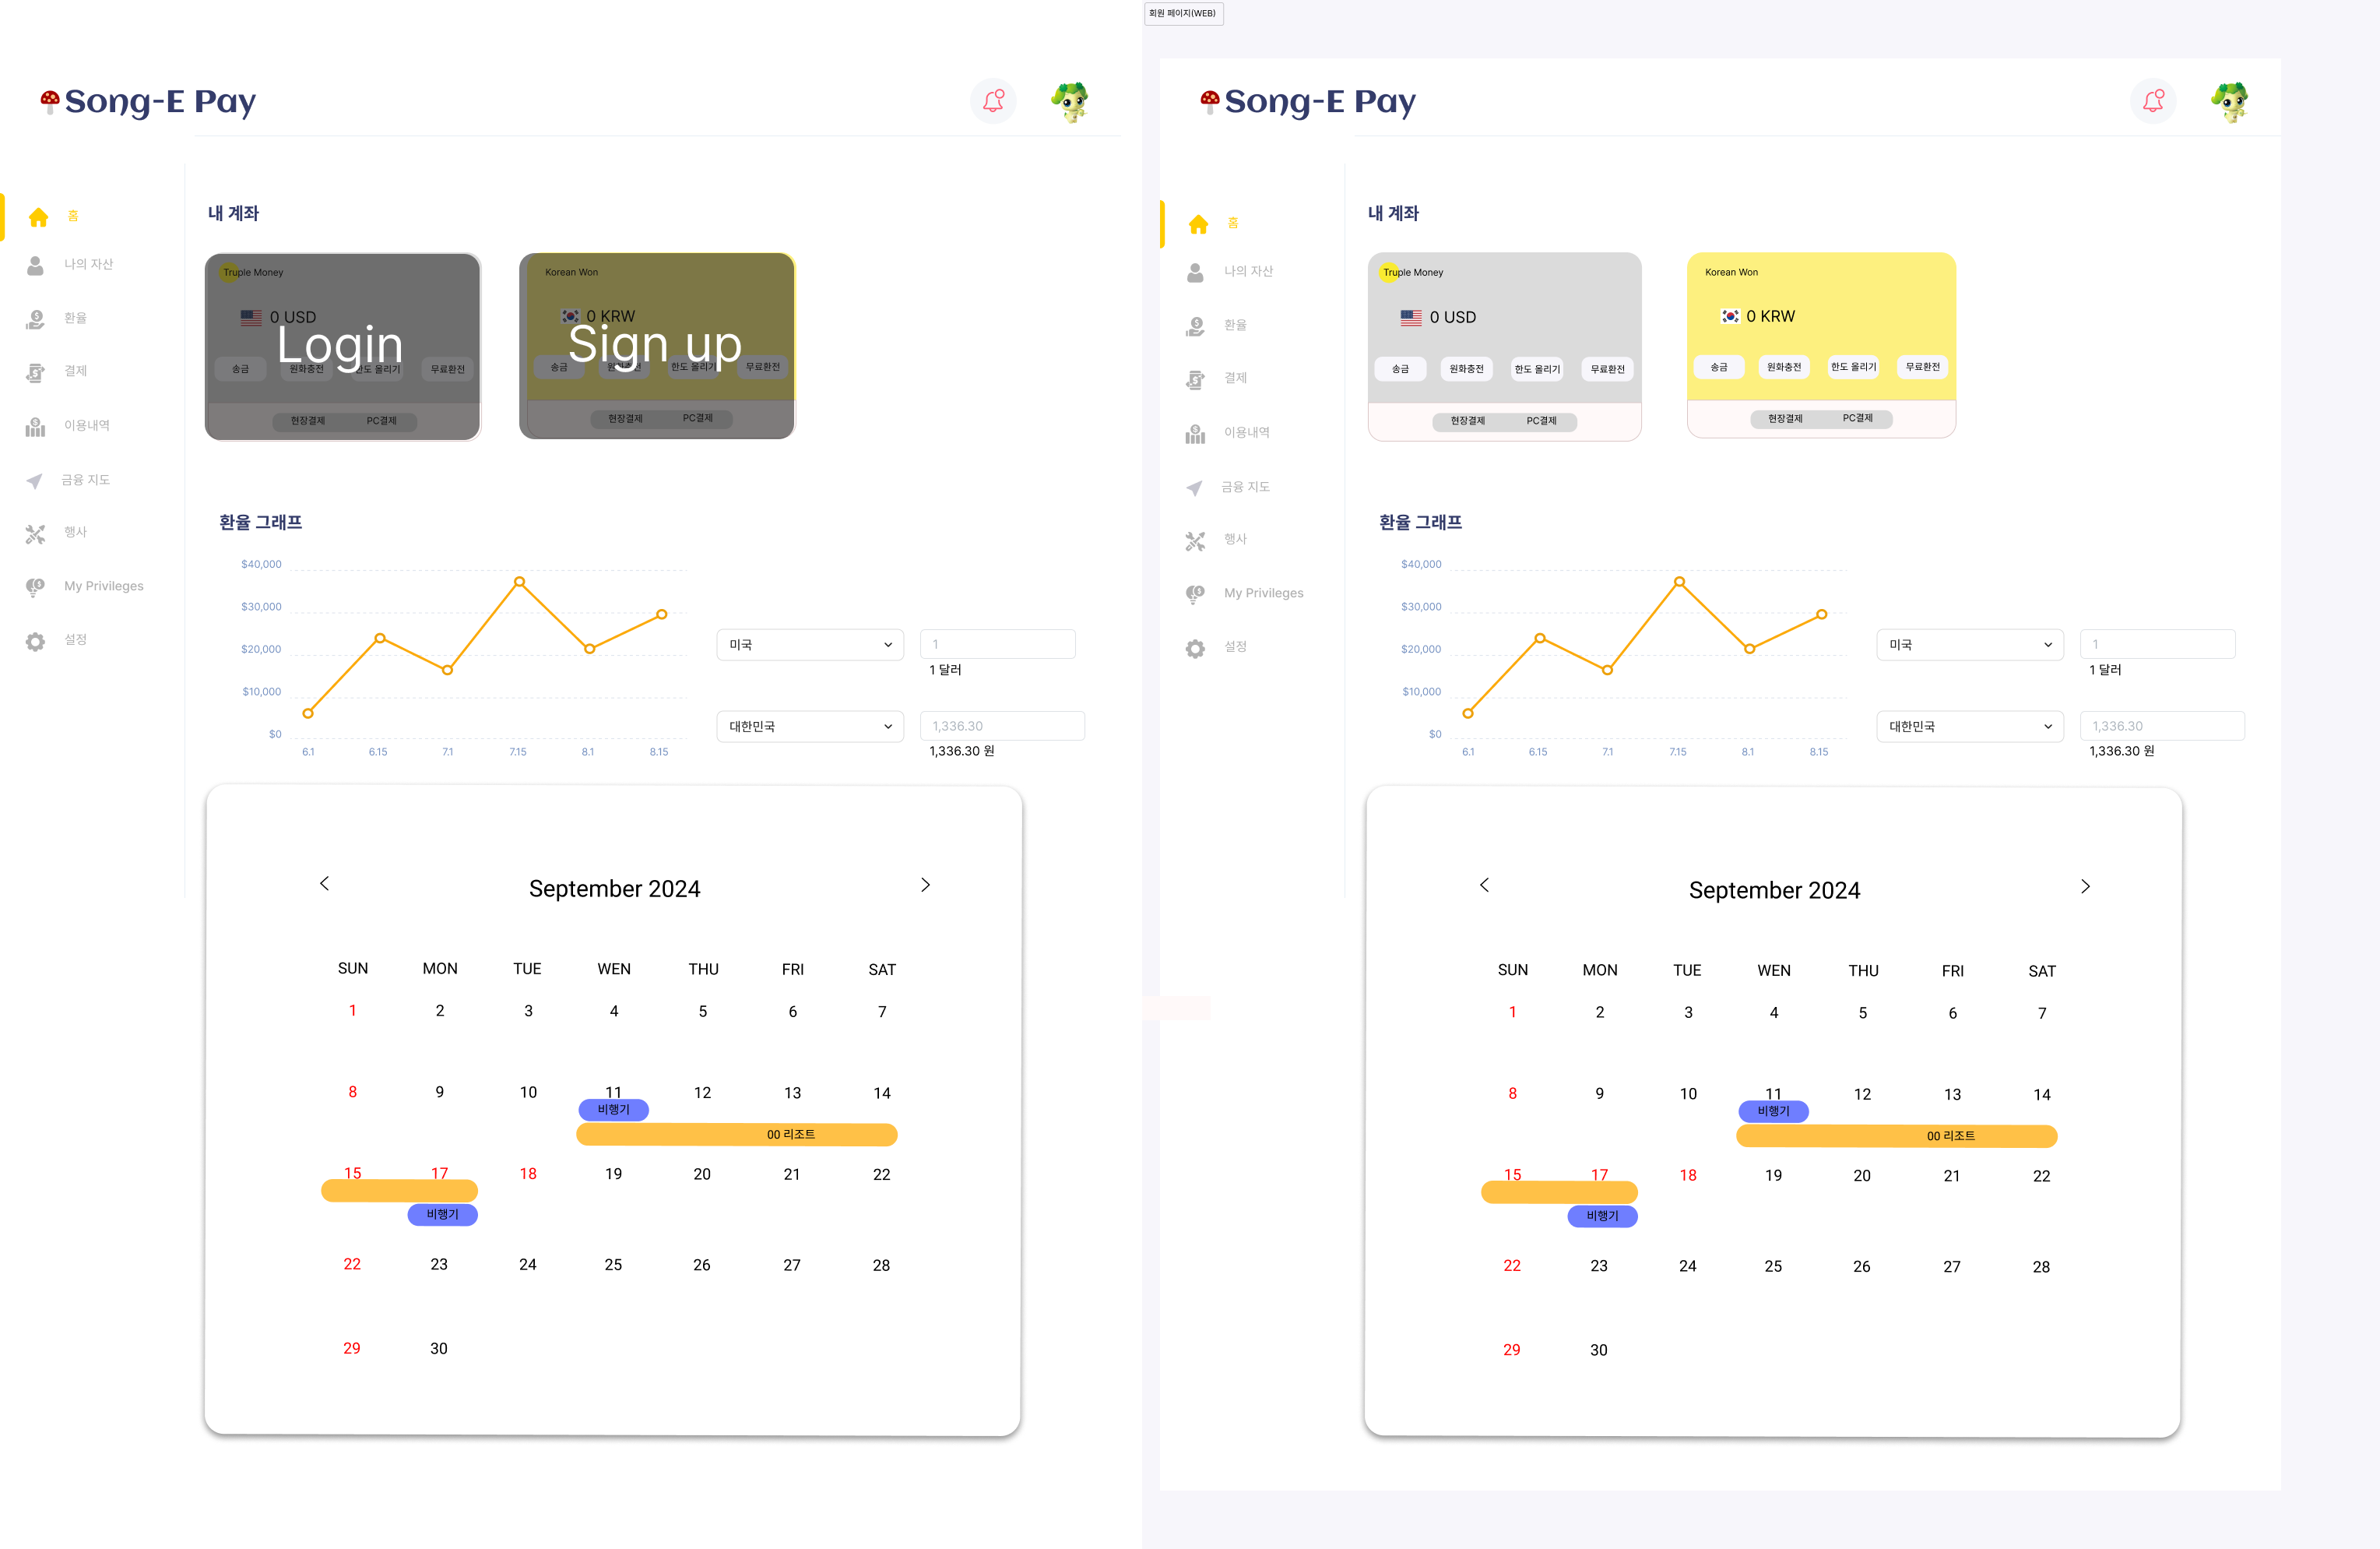 Song-E Pay
홈
나의 자산
환율
결제
이용내역
금융 지도
행사
My Privileges
설정
내 계좌
Truple Money
0 USD
Login
송금
원화충전
한도 올리기
무료환전
현장결제
PC결제
Korean Won
0 KRW
Sign up
송금
원화충전
한도 올리기
무료환전
현장결제
PC결제
환율 그래프
$40,000
$30,000
$20,000
$10,000
$0
6.1 6.15 7.1 7.15 8.1 8.15
미국
1
1 달러
대한민국
1,336.30
1,336.30 원
September 2024
SUN MON TUE WEN THU FRI SAT
1 2 3 4 5 6 7
8 9 10 11 12 13 14
비행기
00 리조트
15 17 18 19 20 21 22
비행기
22 23 24 25 26 27 28
29 30
회원 페이지(WEB)
Song-E Pay
홈
나의 자산
환율
결제
이용내역
금융 지도
행사
My Privileges
설정
내 계좌
Truple Money
0 USD
송금
원화충전
한도 올리기
무료환전
현장결제
PC결제
Korean Won
0 KRW
송금
원화충전
한도 올리기
무료환전
현장결제
PC결제
환율 그래프
$40,000
$30,000
$20,000
$10,000
$0
6.1 6.15 7.1 7.15 8.1 8.15
미국
1
1 달러
대한민국
1,336.30
1,336.30 원
September 2024
SUN MON TUE WEN THU FRI SAT
1 2 3 4 5 6 7
8 9 10 11 12 13 14
비행기
00 리조트
15 17 18 19 20 21 22
비행기
22 23 24 25 26 27 28
29 30